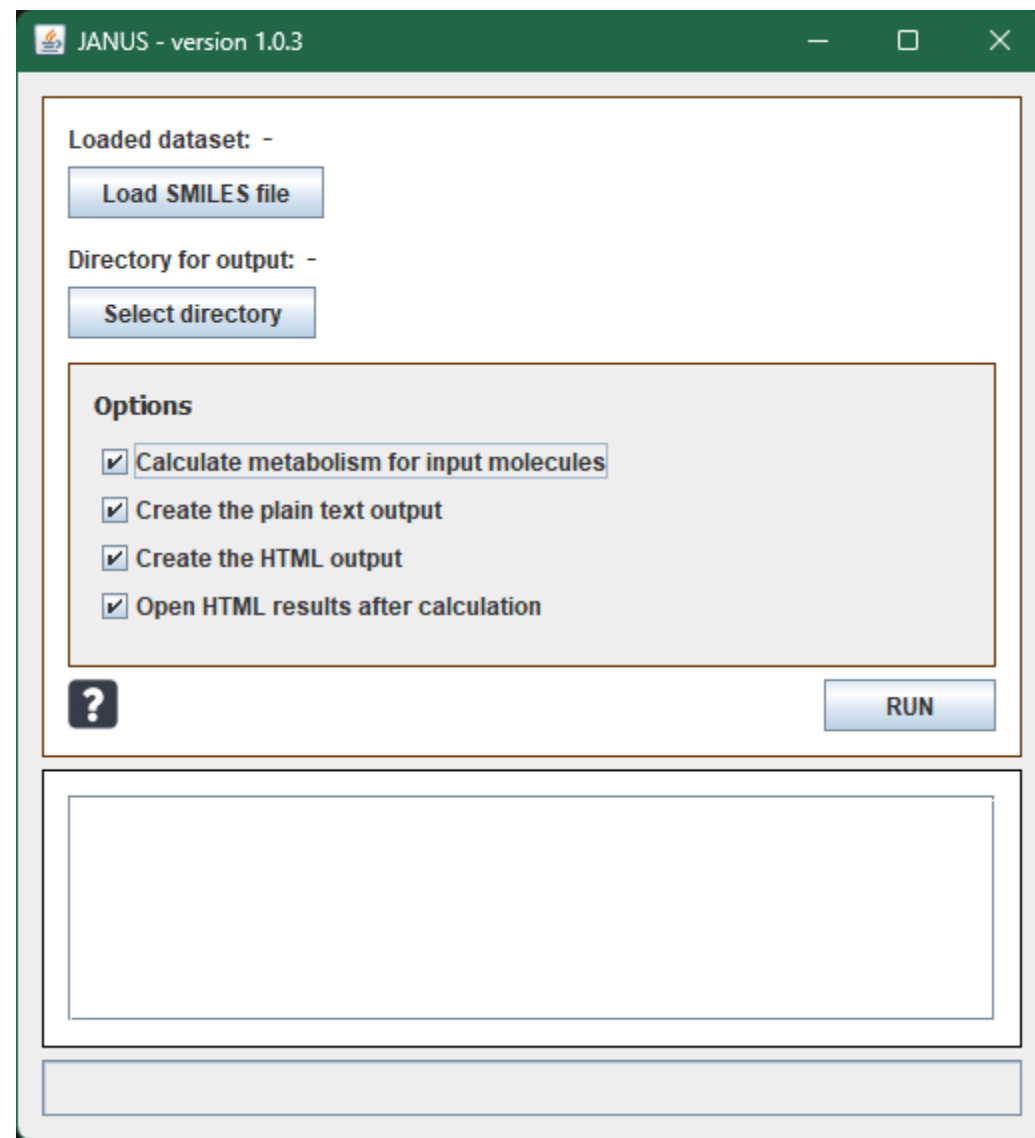 JANUS - version 1.0.3
Loaded dataset: -
Load SMILES file
Directory for output: -
Select directory
Options
Calculate metabolism for input molecules
Create the plain text output
Create the HTML output
Open HTML results after calculation
?
RUN